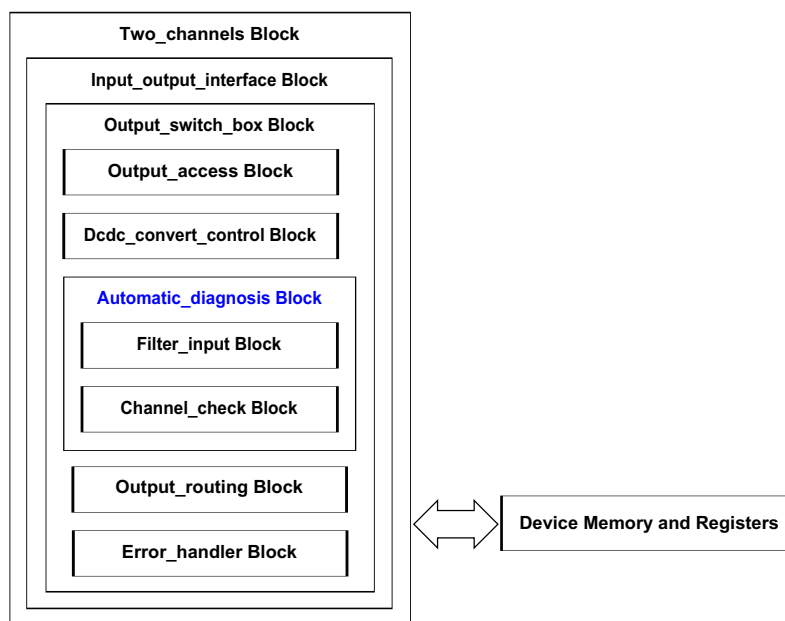 Two_channels Block
Input_output_interface Block
Output_switch_box Block
Output_access Block
Dcdc_convert_control Block
Automatic_diagnosis Block
Filter_input Block
Channel_check Block
Output_routing Block
Error_handler Block
Device Memory and Registers